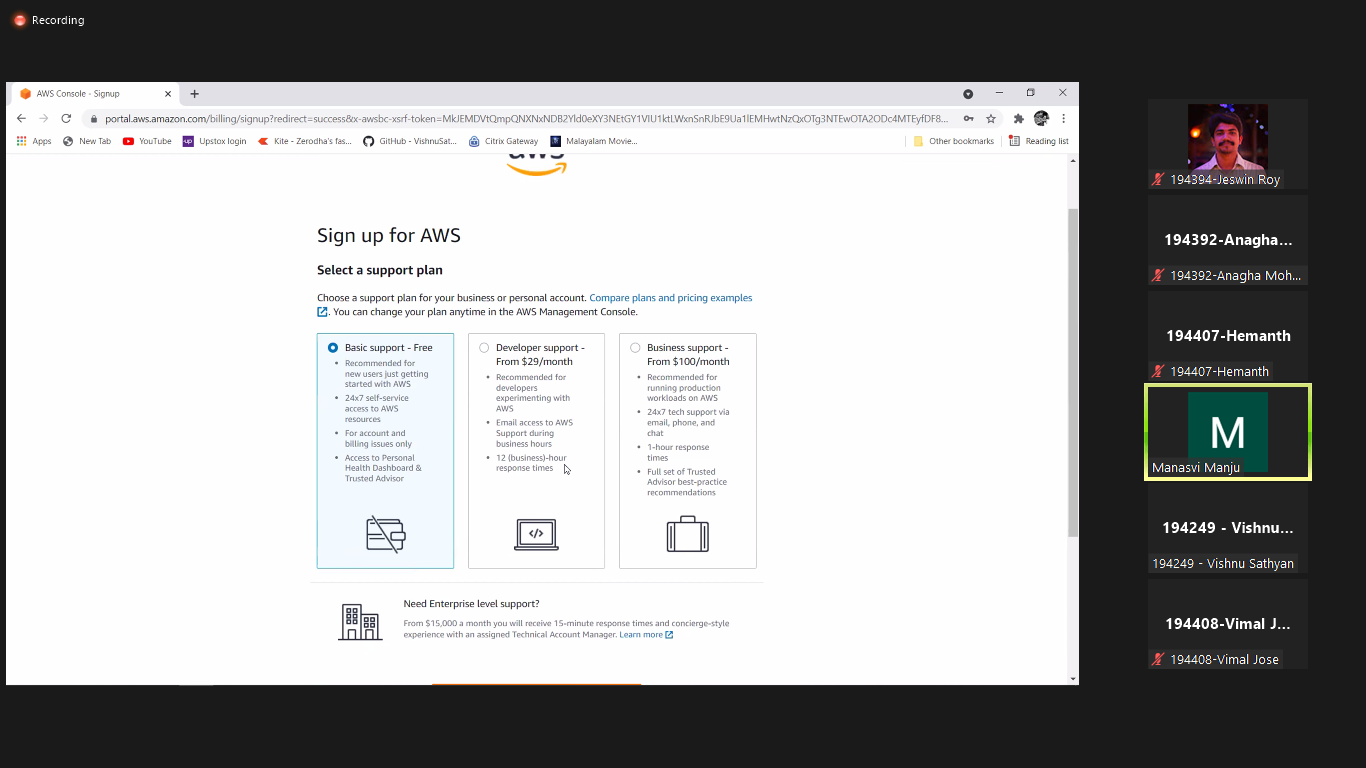 Recording
AWS Console - Signup
portal.aws.amazon.com/billing/signup?redirect=success&x-awsbc-xsrf-token=
Apps
New Tab
YouTube
up
Upstox login
Kite - Zerodha's fas...
GitHub - VishnuSat...
Citrix Gateway
Malayalam Movie...
Other bookmarks
Reading list
aws
Sign up for AWS
Select a support plan
Choose a support plan for your business or personal account. Compare plans and pricing examples
. You can change your plan anytime in the AWS Management Console.
Basic support - Free
• Recommended for
new users just getting
started with AWS
• 24x7 self-service
access to AWS
resources
• For account and
billing issues only
• Access to Personal
Health Dashboard &
Trusted Advisor
Developer support -
From $29/month
• Recommended for
developers
experimenting with
AWS
• Email access to AWS
Support during
business hours
• 12 (business)-hour
response times
</>
Business support -
From $100/month
• Recommended for
running production
workloads on AWS
• 24x7 tech support via
email, phone, and
chat
• 1-hour response
times
• Full set of Trusted
Advisor best-practice
recommendations
Need Enterprise level support?
From $15,000 a month you will receive 15-minute response times and concierge-style
experience with an assigned Technical Account Manager. Learn more
194394-Jeswin Roy
194392-Anagha...
194392-Anagha Moh...
194407-Hemanth
194407-Hemanth
M
Manasvi Manju
194249 - Vishnu...
194249 - Vishnu Sathyan
194408-Vimal J...
194408-Vimal Jose